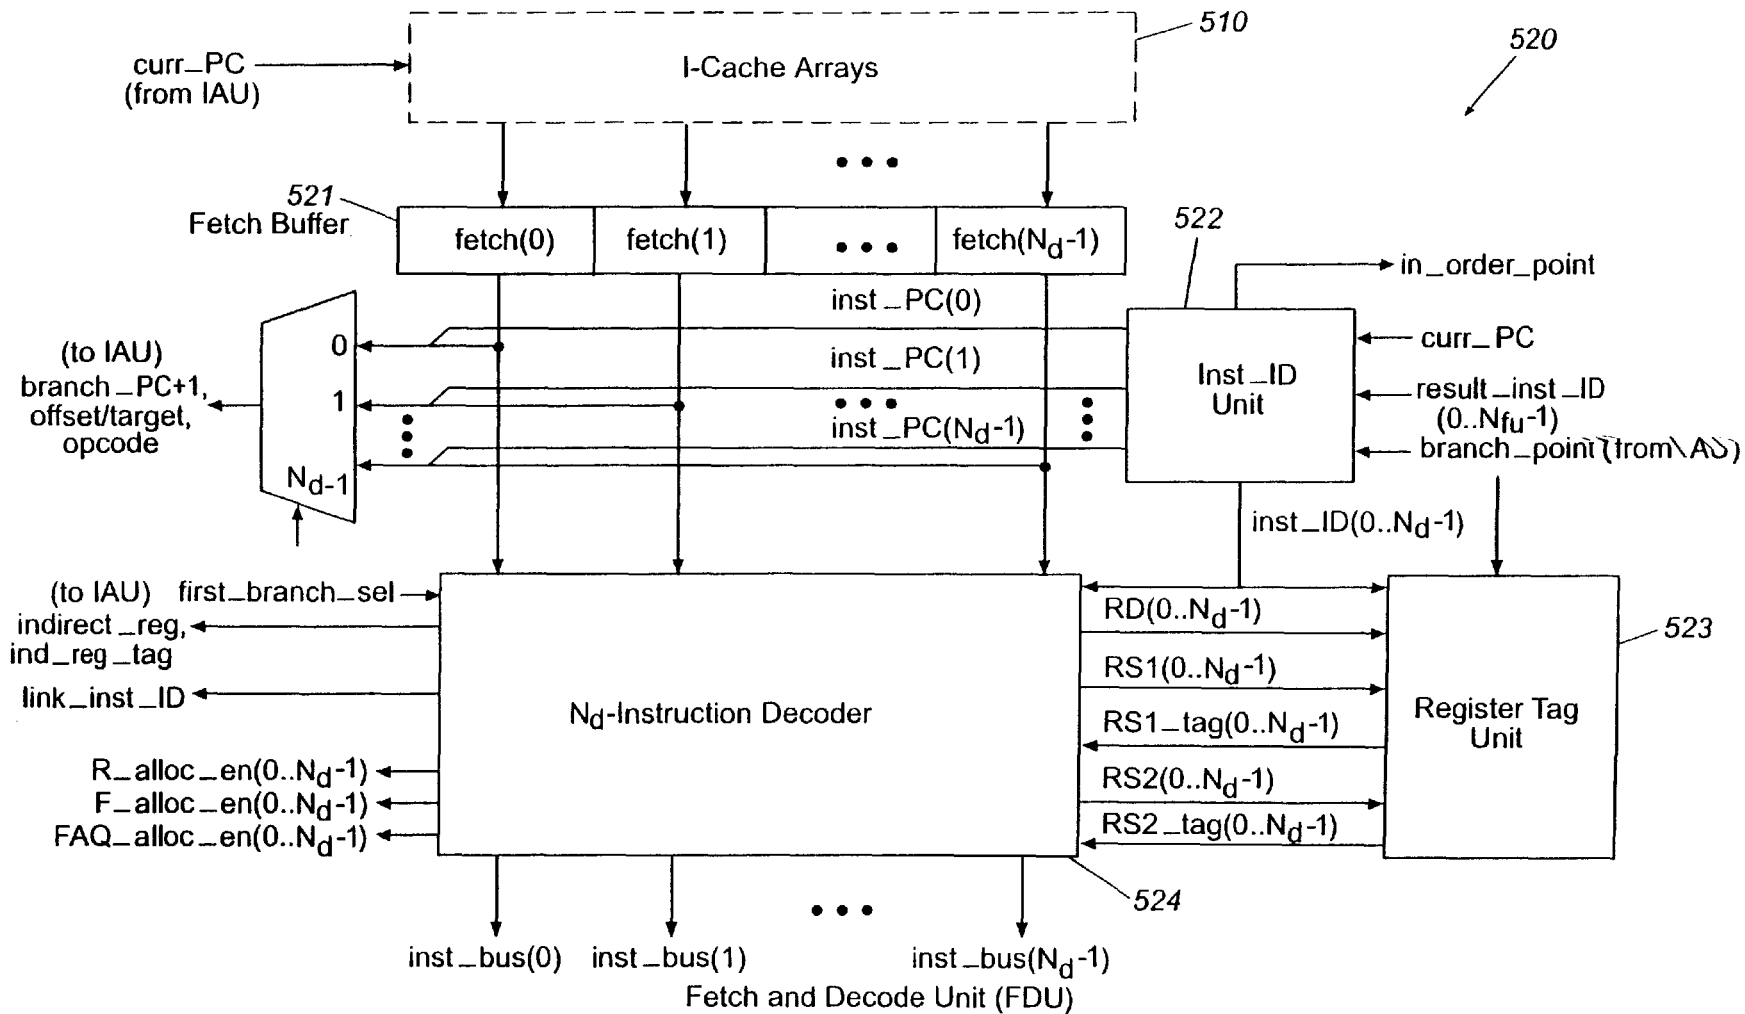 510
520
curr_PC
(from IAU)
I-Cache Arrays
521
Fetch Buffer
fetch(0)
fetch(1)
fetch(Nd-1)
522
in_order_point
inst_PC(0)
curr_PC
0
(to IAU)
branch_PC+1,
offset/target,
opcode
inst_PC(1)
Inst_ID
Unit
result_inst_ID
(0..Nfu-1)
1
inst_PC(Nd-1)
branch_point
Nd-1
inst_ID(0..Nd-1)
(to IAU)
first_branch_sel
indirect_reg,
ind_reg_tag
link_inst_ID
R_alloc_en(0..Nd-1)
F_alloc_en(0..Nd-1)
FAQ_alloc_en(0..Nd-1)
Nd-Instruction Decoder
RD(0..Nd-1)
RS1(0..Nd-1)
RS1_tag(0..Nd-1)
RS2(0..Nd-1)
RS2_tag(0..Nd-1)
523
Register Tag
Unit
524
inst_bus(0)
inst_bus(1)
inst_bus(Nd-1)
Fetch and Decode Unit (FDU)